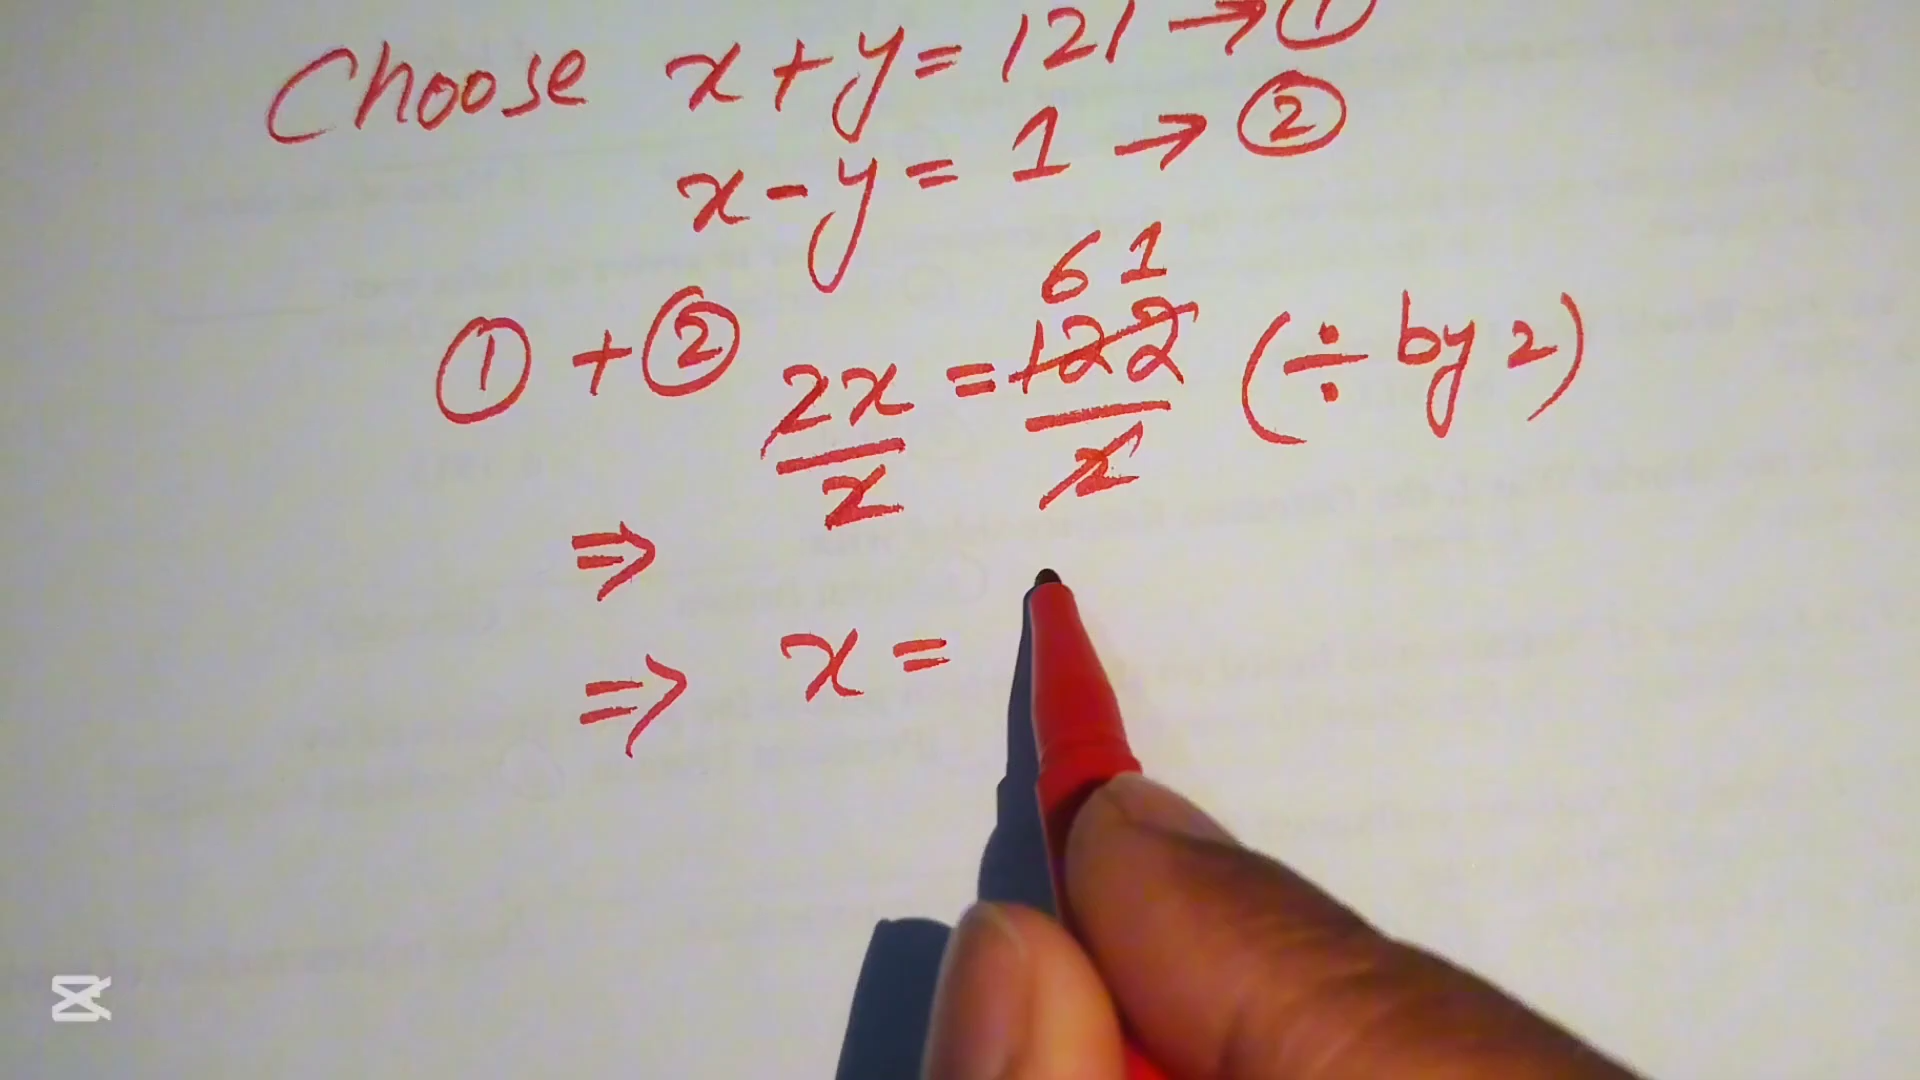 Choose x + y = 121 → ①
x - y = 1 → ②
61
① + ② 2x/2 = 122/2 (÷ by 2)
⇒
⇒ x =